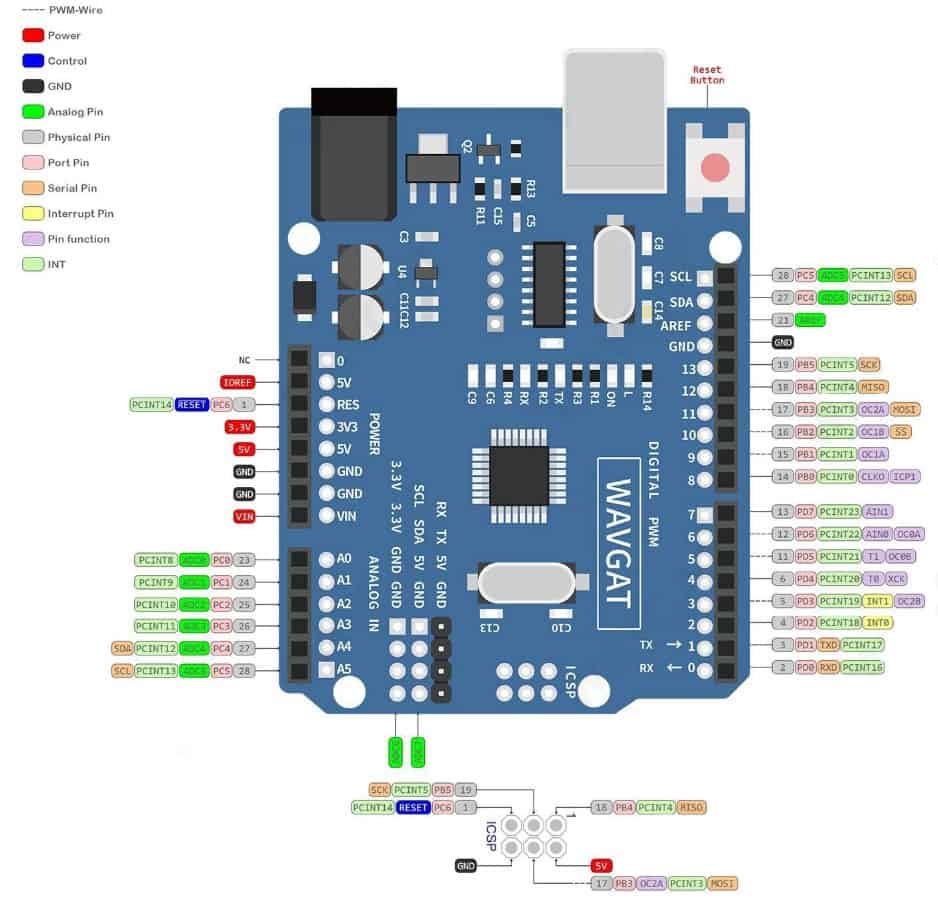 PWM-Wire
Power
Control
GND
Analog Pin
Physical Pin
Port Pin
Serial Pin
Interrupt Pin
Pin function
INT
Reset
Button
Q2
R11
C15
R13
C5
C3
U4
C11C12
C8
C7
C14
SCL
SDA
AREF
GND
13
12
11
10
9
8
7
6
5
4
3
2
TX → 1
RX ← 0
28 PC5 ADC5 PCINT13 SCL
27 PC4 ADC4 PCINT12 SDA
21 AREF
GND
19 PB5 PCINT5 SCK
18 PB4 PCINT4 MISO
17 PB3 PCINT3 OC2A MOSI
16 PB2 PCINT2 OC1B SS
15 PB1 PCINT1 OC1A
14 PB0 PCINT0 CLKO ICP1
13 PD7 PCINT23 AIN1
12 PD6 PCINT22 AIN0 OC0A
11 PD5 PCINT21 T1 OC0B
6 PD4 PCINT20 T0 XCK
5 PD3 PCINT19 INT1 OC2B
4 PD2 PCINT18 INT0
3 PD1 TXD PCINT17
2 PD0 RXD PCINT16
NC
IOREF
PCINT14 RESET PC6 1
3.3V
5V
GND
GND
VIN
0
5V
RES
3V3
5V
GND
GND
VIN
POWER
C9
C6
R4
RX
R2
TX
R3
R1
ON
L
R14
DIGITAL PWM
WAVGAT
3.3V 3.3V GND GND
SCL SDA 5V GND
RX TX 5V GND
PCINT8 ADC0 PC0 23
PCINT9 ADC1 PC1 24
PCINT10 ADC2 PC2 25
PCINT11 ADC3 PC3 26
SDA PCINT12 ADC4 PC4 27
SCL PCINT13 ADC5 PC5 28
A0
A1
A2
A3
A4
A5
ANALOG IN
C13
C10
ICSP
SCK PCINT5 PB5 19
PCINT14 RESET PC6 1
18 PB4 PCINT4 MISO
1
ICSP
GND
5V
17 PB3 OC2A PCINT3 MOSI